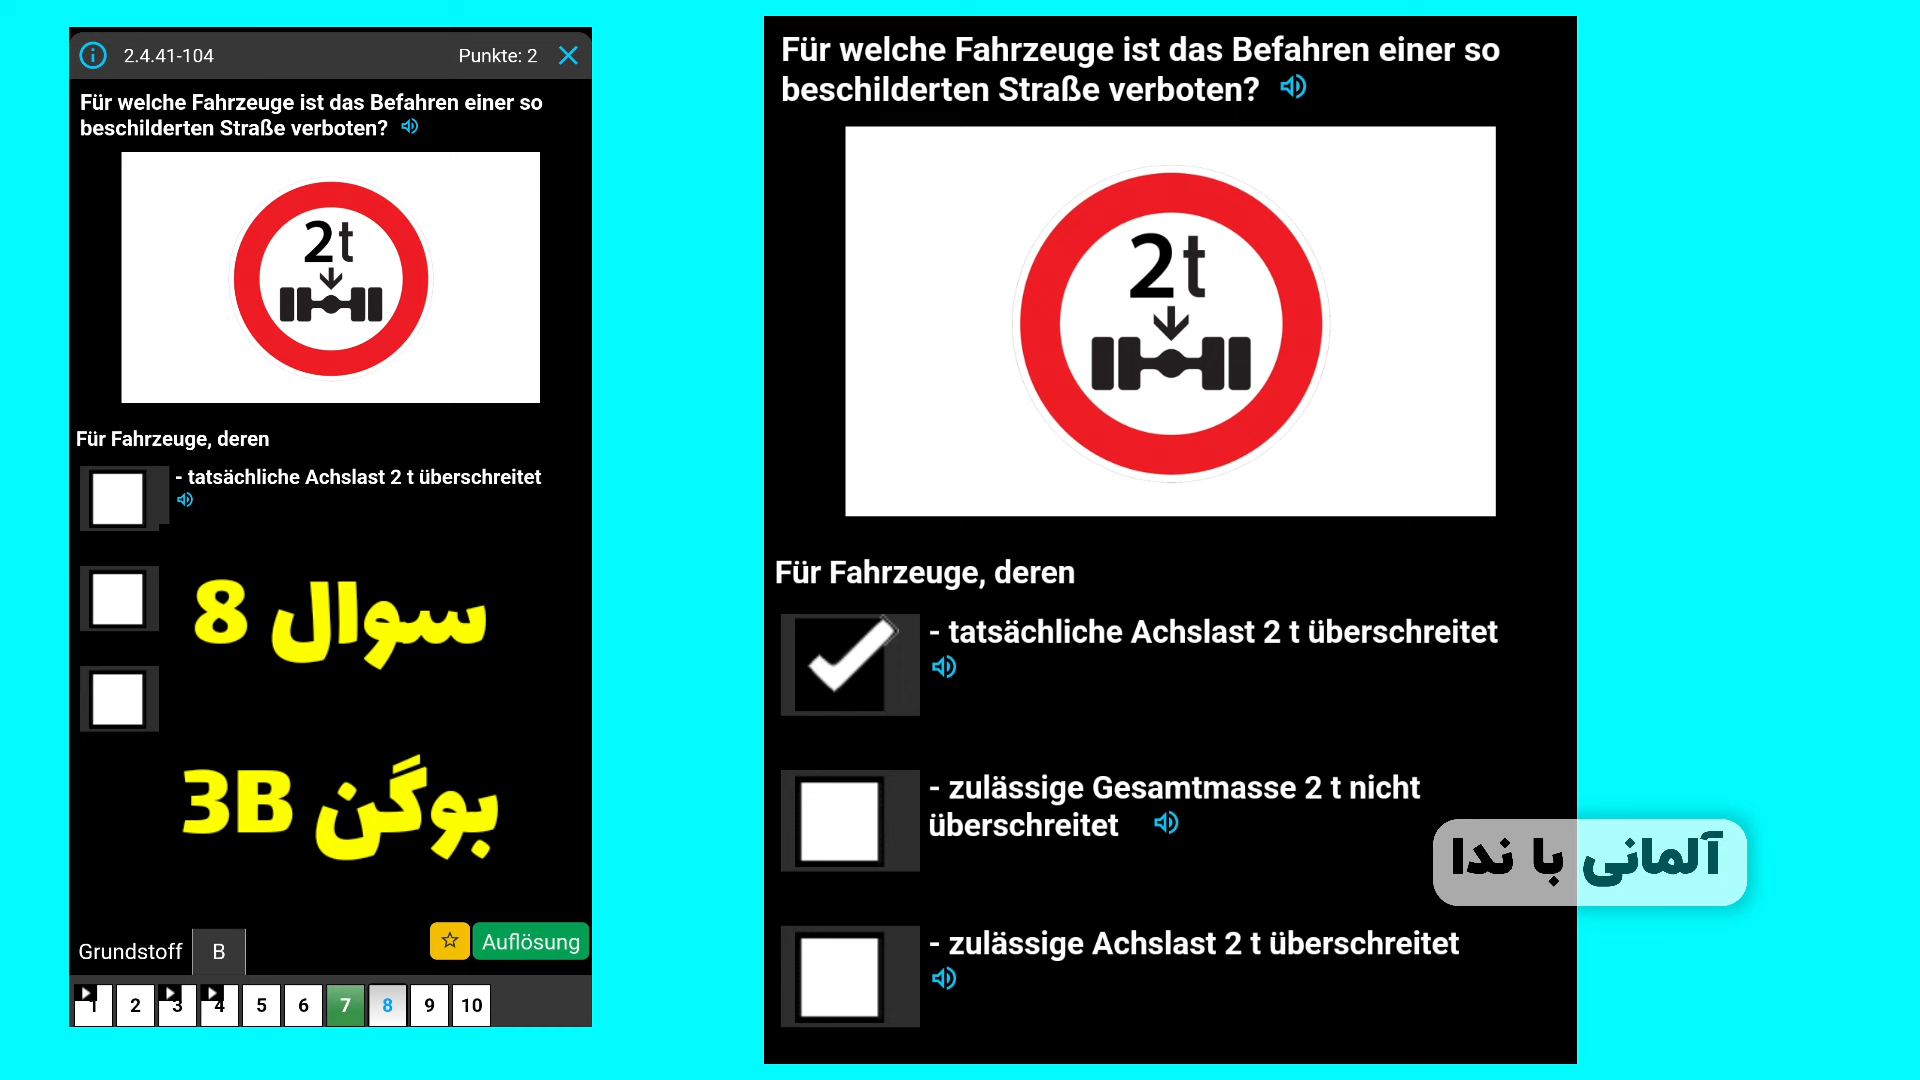 2.4.41-104
Punkte: 2
Für welche Fahrzeuge ist das Befahren einer so
beschilderten Straße verboten?
2t
Für Fahrzeuge, deren
- tatsächliche Achslast 2 t überschreitet
سوال 8
بوگَن 3B
Grundstoff
B
Auflösung
1
2
3
4
5
6
7
8
9
10
Für welche Fahrzeuge ist das Befahren einer so
beschilderten Straße verboten?
2t
Für Fahrzeuge, deren
- tatsächliche Achslast 2 t überschreitet
- zulässige Gesamtmasse 2 t nicht
überschreitet
- zulässige Achslast 2 t überschreitet
آلمانی با ندا